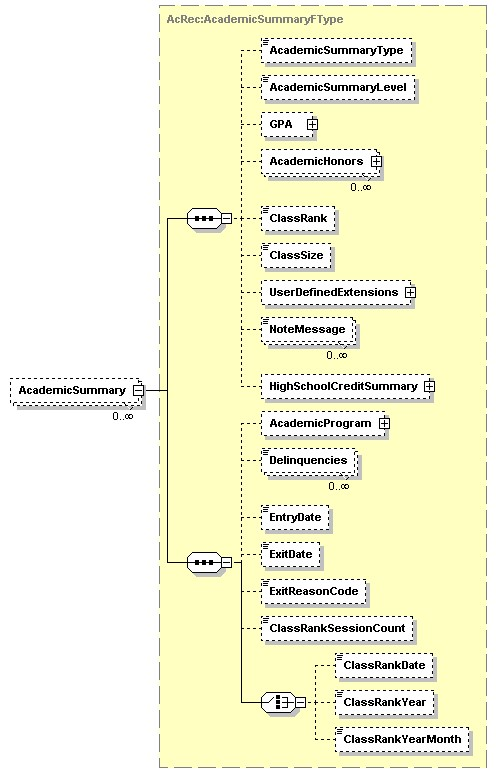 AcRec:AcademicSummaryFType
AcademicSummaryType
AcademicSummaryLevel
GPA
AcademicHonors
0..∞
ClassRank
ClassSize
UserDefinedExtensions
NoteMessage
0..∞
HighSchoolCreditSummary
AcademicSummary
0..∞
AcademicProgram
Delinquencies
0..∞
EntryDate
ExitDate
ExitReasonCode
ClassRankSessionCount
ClassRankDate
ClassRankYear
ClassRankYearMonth